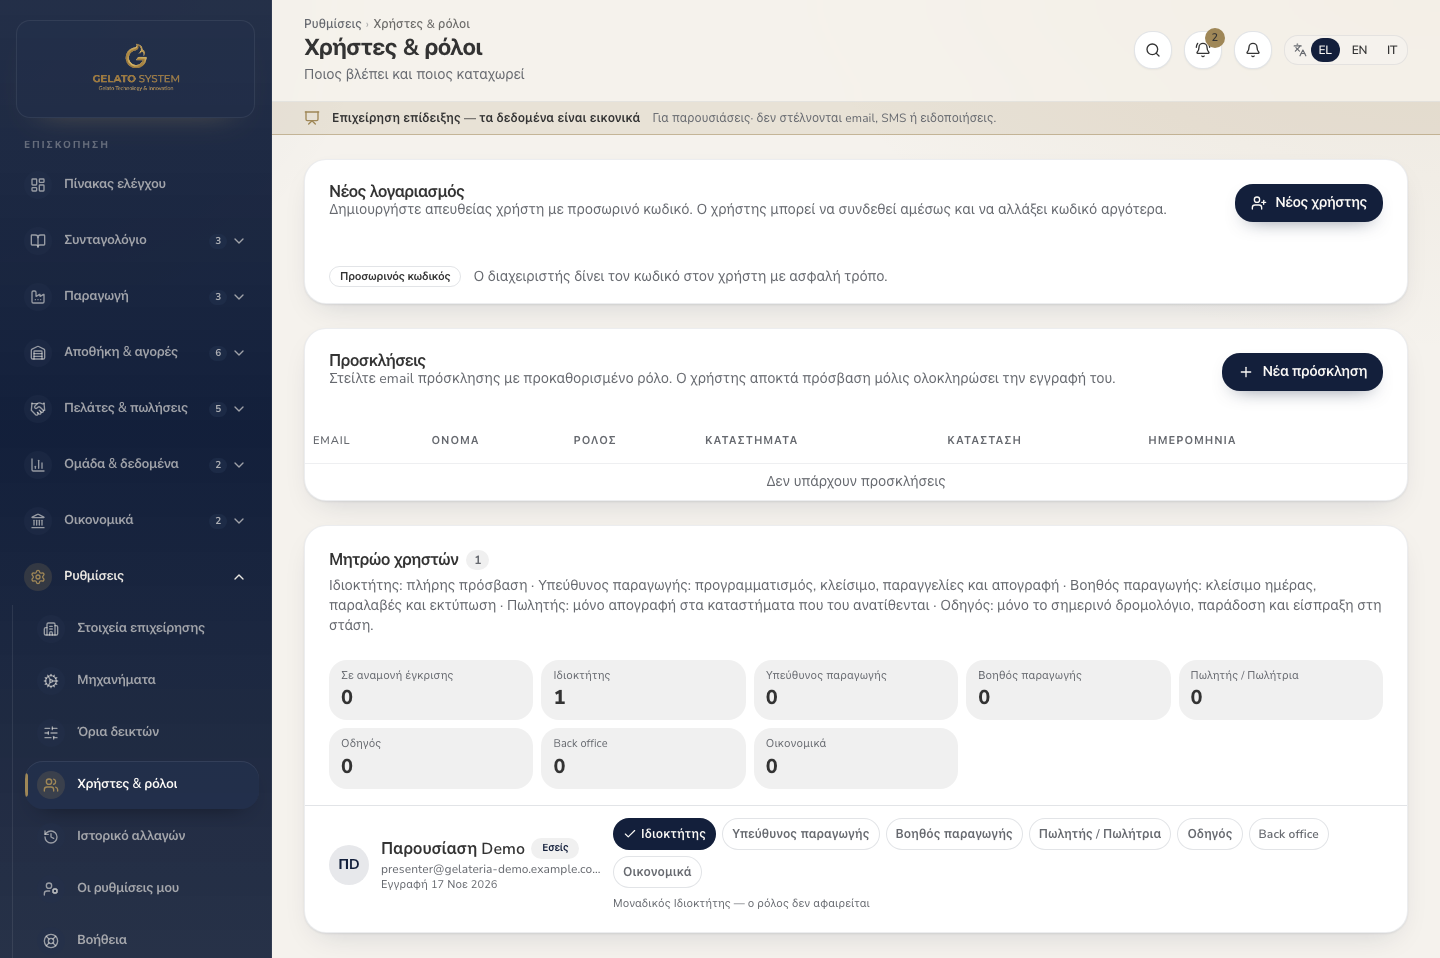 GELATO SYSTEM
Gelato Technology & Innovation
ΕΠΙΣΚΟΠΗΣΗ
Πίνακας ελέγχου
Συνταγολόγιο 3
Παραγωγή 3
Αποθήκη & αγορές 6
Πελάτες & πωλήσεις 5
Ομάδα & δεδομένα 2
Οικονομικά 2
Ρυθμίσεις
Στοιχεία επιχείρησης
Μηχανήματα
Όρια δεικτών
Χρήστες & ρόλοι
Ιστορικό αλλαγών
Οι ρυθμίσεις μου
Βοήθεια
Ρυθμίσεις › Χρήστες & ρόλοι
Χρήστες & ρόλοι
Ποιος βλέπει και ποιος καταχωρεί
2
EL EN IT
Επιχείρηση επίδειξης — τα δεδομένα είναι εικονικά Για παρουσιάσεις· δεν στέλνονται email, SMS ή ειδοποιήσεις.
Νέος λογαριασμός
Δημιουργήστε απευθείας χρήστη με προσωρινό κωδικό. Ο χρήστης μπορεί να συνδεθεί αμέσως και να αλλάξει κωδικό αργότερα.
Νέος χρήστης
Προσωρινός κωδικός Ο διαχειριστής δίνει τον κωδικό στον χρήστη με ασφαλή τρόπο.
Προσκλήσεις
Στείλτε email πρόσκλησης με προκαθορισμένο ρόλο. Ο χρήστης αποκτά πρόσβαση μόλις ολοκληρώσει την εγγραφή του.
Νέα πρόσκληση
EMAIL ΟΝΟΜΑ ΡΟΛΟΣ ΚΑΤΑΣΤΗΜΑΤΑ ΚΑΤΑΣΤΑΣΗ ΗΜΕΡΟΜΗΝΙΑ
Δεν υπάρχουν προσκλήσεις
Μητρώο χρηστών 1
Ιδιοκτήτης: πλήρης πρόσβαση · Υπεύθυνος παραγωγής: προγραμματισμός, κλείσιμο, παραγγελίες και απογραφή · Βοηθός παραγωγής: κλείσιμο ημέρας,
παραλαβές και εκτύπωση · Πωλητής: μόνο απογραφή στα καταστήματα που του ανατίθενται · Οδηγός: μόνο το σημερινό δρομολόγιο, παράδοση και είσπραξη στη
στάση.
Σε αναμονή έγκρισης Ιδιοκτήτης Υπεύθυνος παραγωγής Βοηθός παραγωγής Πωλητής / Πωλήτρια
0 1 0 0 0
Οδηγός Back office Οικονομικά
0 0 0
ΠD
Παρουσίαση Demo Εσείς
presenter@gelateria-demo.example.co...
Εγγραφή 17 Νοε 2026
Ιδιοκτήτης Υπεύθυνος παραγωγής Βοηθός παραγωγής Πωλητής / Πωλήτρια Οδηγός Back office
Οικονομικά
Μοναδικός Ιδιοκτήτης — ο ρόλος δεν αφαιρείται